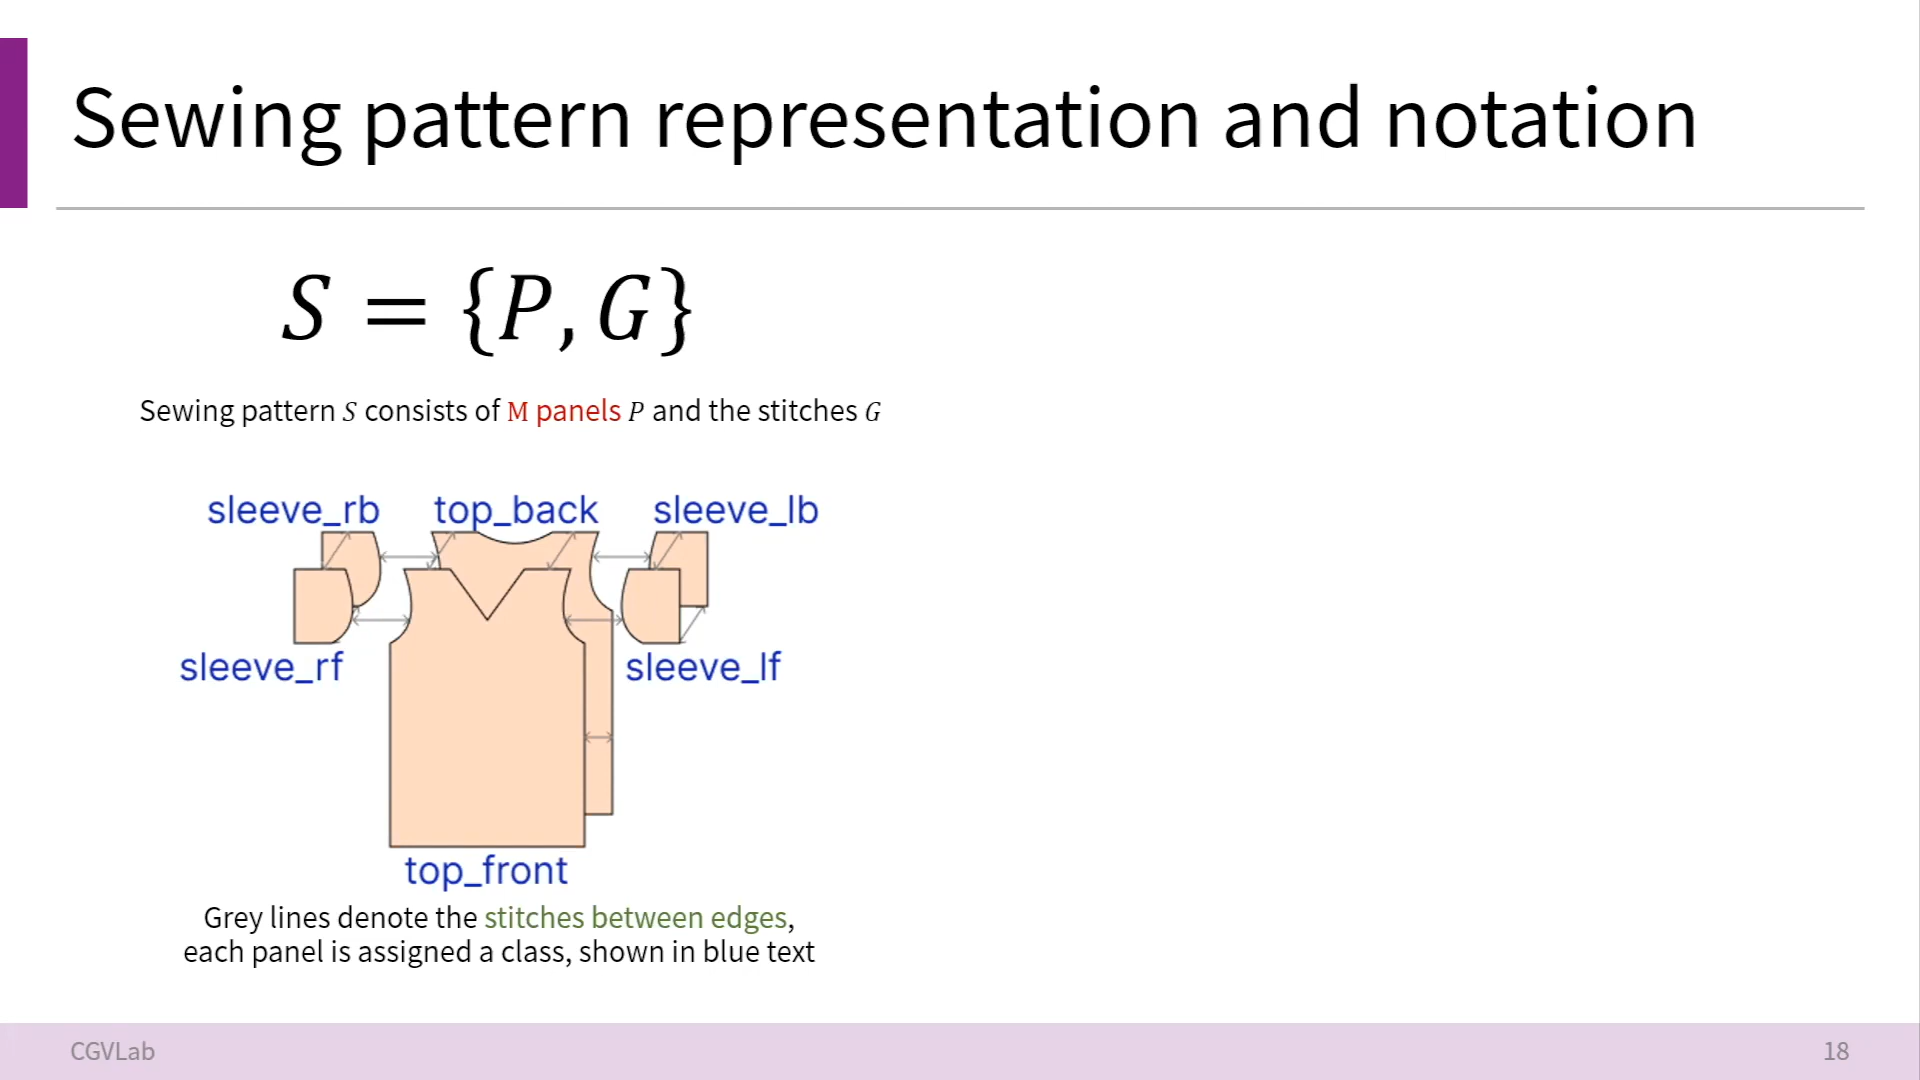 Sewing pattern representation and notation
S = {P, G}
Sewing pattern S consists of M panels P and the stitches G
sleeve_rb top_back sleeve_lb
sleeve_rf sleeve_lf
top_front
Grey lines denote the stitches between edges,
each panel is assigned a class, shown in blue text
CGVLab 18